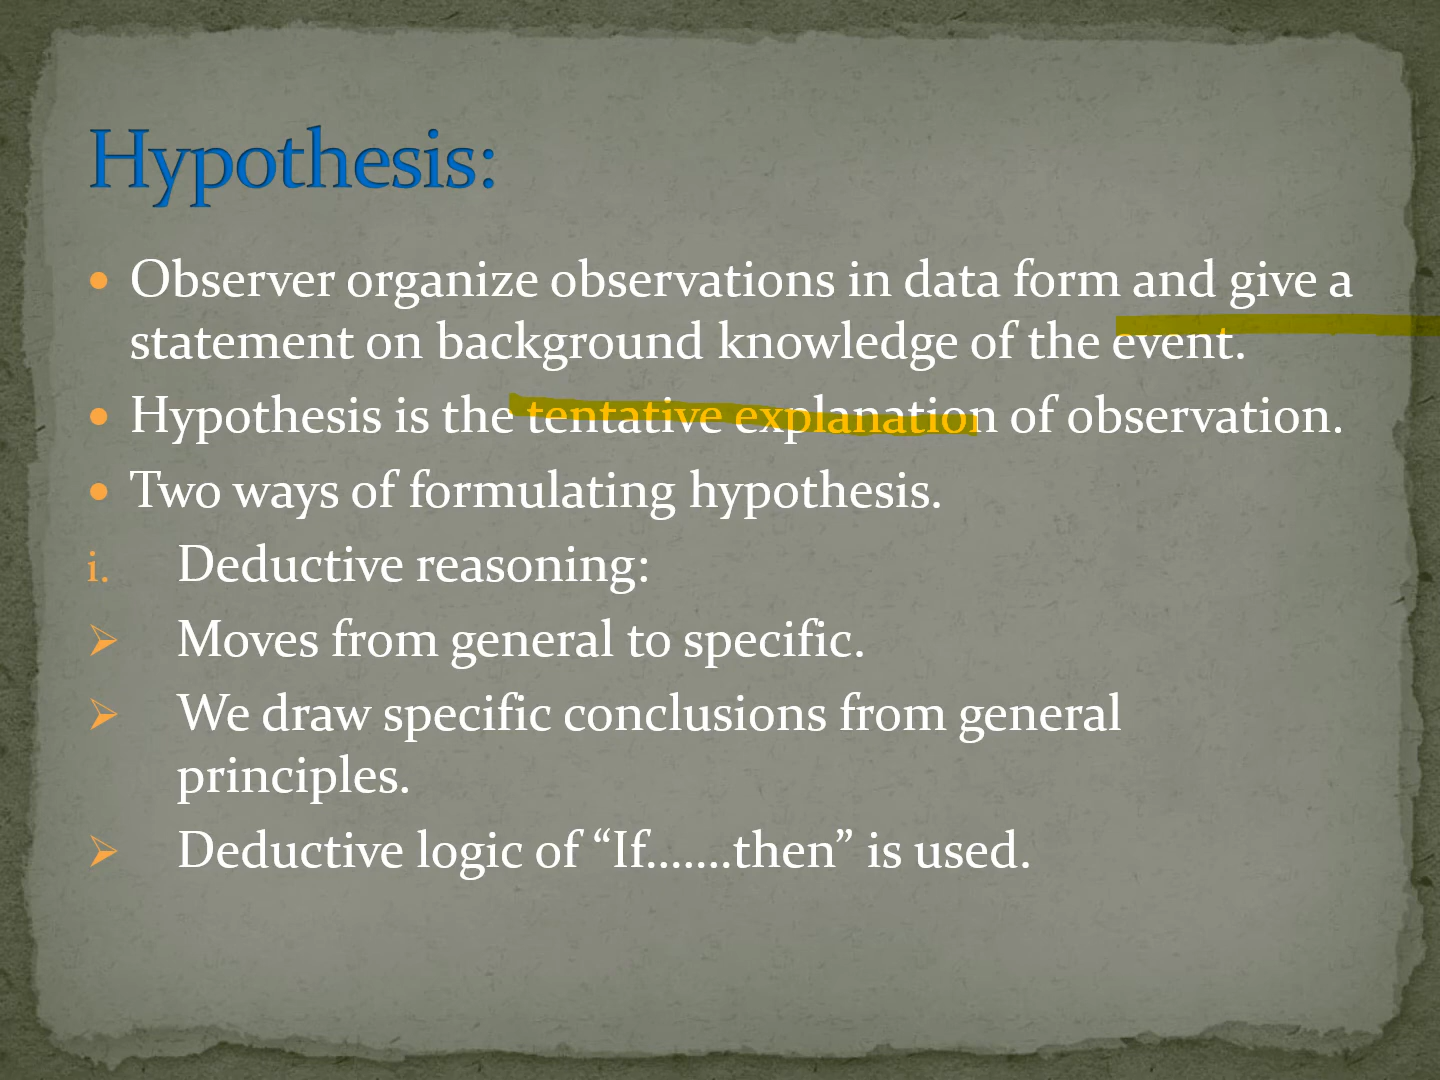 Hypothesis:
• Observer organize observations in data form and give a
statement on background knowledge of the event.
• Hypothesis is the tentative explanation of observation.
• Two ways of formulating hypothesis.
i. Deductive reasoning:
➢ Moves from general to specific.
➢ We draw specific conclusions from general
principles.
➢ Deductive logic of “If…….then” is used.